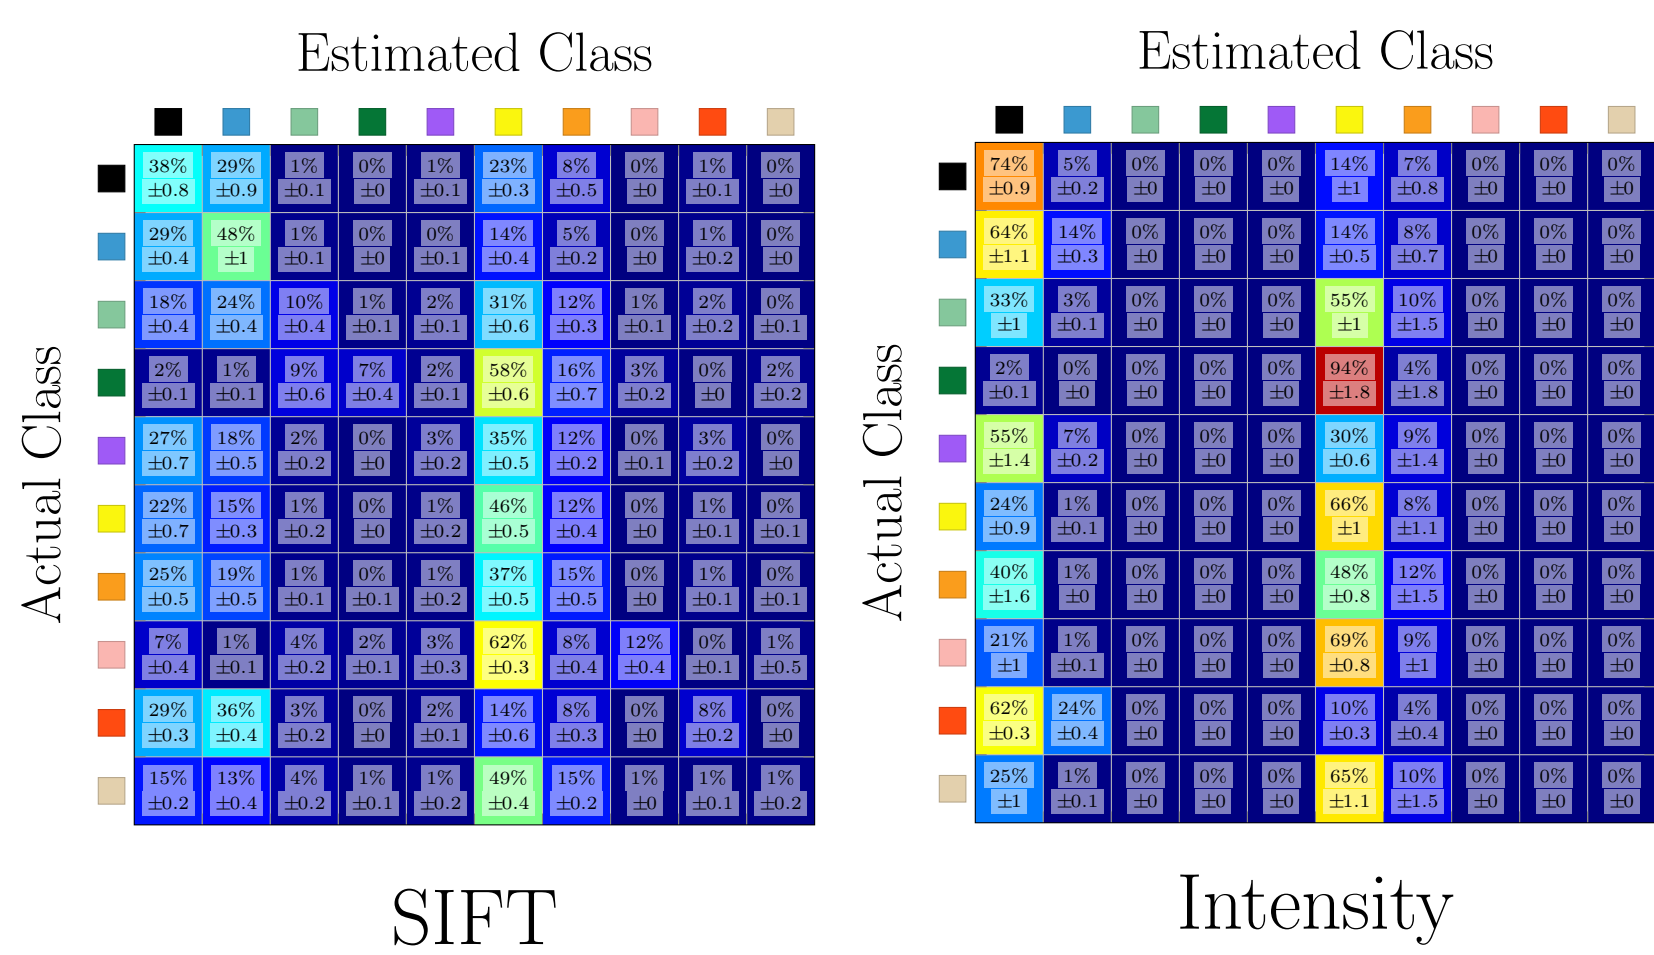 Estimated Class
Actual Class
38% 29% 1% 0% 1% 23% 8% 0% 1% 0%
±0.8 ±0.9 ±0.1 ±0 ±0.1 ±0.3 ±0.5 ±0 ±0.1 ±0
29% 48% 1% 0% 0% 14% 5% 0% 1% 0%
±0.4 ±1 ±0.1 ±0 ±0.1 ±0.4 ±0.2 ±0 ±0.2 ±0
18% 24% 10% 1% 2% 31% 12% 1% 2% 0%
±0.4 ±0.4 ±0.4 ±0.1 ±0.1 ±0.6 ±0.3 ±0.1 ±0.2 ±0.1
2% 1% 9% 7% 2% 58% 16% 3% 0% 2%
±0.1 ±0.1 ±0.6 ±0.4 ±0.1 ±0.6 ±0.7 ±0.2 ±0 ±0.2
27% 18% 2% 0% 3% 35% 12% 0% 3% 0%
±0.7 ±0.5 ±0.2 ±0 ±0.2 ±0.5 ±0.2 ±0.1 ±0.2 ±0
22% 15% 1% 0% 1% 46% 12% 0% 1% 0%
±0.7 ±0.3 ±0.2 ±0 ±0.2 ±0.5 ±0.4 ±0 ±0.1 ±0.1
25% 19% 1% 0% 1% 37% 15% 0% 1% 0%
±0.5 ±0.5 ±0.1 ±0.1 ±0.2 ±0.5 ±0.5 ±0 ±0.1 ±0.1
7% 1% 4% 2% 3% 62% 8% 12% 0% 1%
±0.4 ±0.1 ±0.2 ±0.1 ±0.3 ±0.3 ±0.4 ±0.4 ±0.1 ±0.5
29% 36% 3% 0% 2% 14% 8% 0% 8% 0%
±0.3 ±0.4 ±0.2 ±0 ±0.1 ±0.6 ±0.3 ±0 ±0.2 ±0
15% 13% 4% 1% 1% 49% 15% 1% 1% 1%
±0.2 ±0.4 ±0.2 ±0.1 ±0.2 ±0.4 ±0.2 ±0 ±0.1 ±0.2
SIFT
Estimated Class
Actual Class
74% 5% 0% 0% 0% 14% 7% 0% 0% 0%
±0.9 ±0.2 ±0 ±0 ±0 ±1 ±0.8 ±0 ±0 ±0
64% 14% 0% 0% 0% 14% 8% 0% 0% 0%
±1.1 ±0.3 ±0 ±0 ±0 ±0.5 ±0.7 ±0 ±0 ±0
33% 3% 0% 0% 0% 55% 10% 0% 0% 0%
±1 ±0.1 ±0 ±0 ±0 ±1 ±1.5 ±0 ±0 ±0
2% 0% 0% 0% 0% 94% 4% 0% 0% 0%
±0.1 ±0 ±0 ±0 ±0 ±1.8 ±1.8 ±0 ±0 ±0
55% 7% 0% 0% 0% 30% 9% 0% 0% 0%
±1.4 ±0.2 ±0 ±0 ±0 ±0.6 ±1.4 ±0 ±0 ±0
24% 1% 0% 0% 0% 66% 8% 0% 0% 0%
±0.9 ±0.1 ±0 ±0 ±0 ±1 ±1.1 ±0 ±0 ±0
40% 1% 0% 0% 0% 48% 12% 0% 0% 0%
±1.6 ±0 ±0 ±0 ±0 ±0.8 ±1.5 ±0 ±0 ±0
21% 1% 0% 0% 0% 69% 9% 0% 0% 0%
±1 ±0.1 ±0 ±0 ±0 ±0.8 ±1 ±0 ±0 ±0
62% 24% 0% 0% 0% 10% 4% 0% 0% 0%
±0.3 ±0.4 ±0 ±0 ±0 ±0.3 ±0.4 ±0 ±0 ±0
25% 1% 0% 0% 0% 65% 10% 0% 0% 0%
±1 ±0.1 ±0 ±0 ±0 ±1.1 ±1.5 ±0 ±0 ±0
Intensity